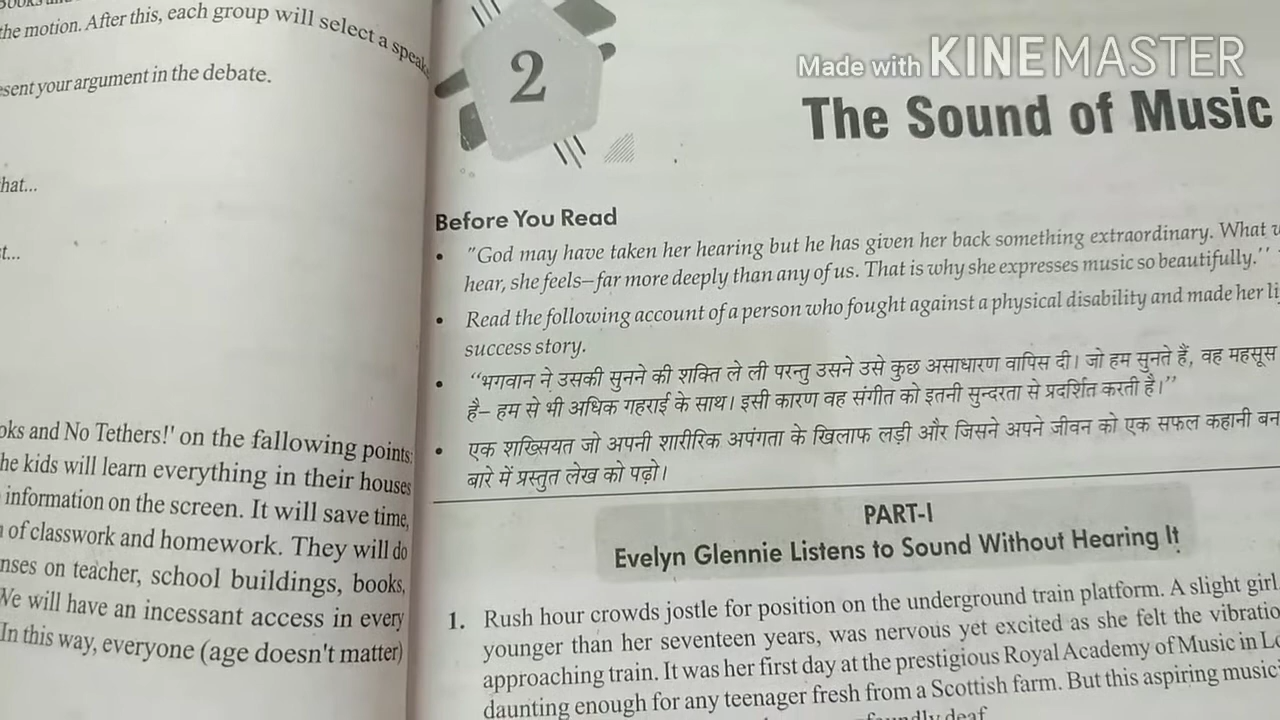 the motion. After this, each group will select a
esent your argument in the debate.
hat...
t...
oks and No Tethers!' on the fallowing points:
he kids will learn everything in their houses
information on the screen. It will save time,
of classwork and homework. They will do
nses on teacher, school buildings, books,
We will have an incessant access in every
In this way, everyone (age doesn't matter)
Made with KINEMASTER
2
The Sound of Music
Before You Read
• "God may have taken her hearing but he has given her back something extraordinary. What
hear, she feels—far more deeply than any of us. That is why she expresses music so beautifully.''
• Read the following account of a person who fought against a physical disability and made her li
success story.
• ‘‘भगवान ने उसकी सुनने की शक्ति ले ली परन्तु उसने उसे कुछ असाधारण वापिस दी। जो हम सुनते हैं, वह महसूस
है– हम से भी अधिक गहराई के साथ। इसी कारण वह संगीत को इतनी सुन्दरता से प्रदर्शित करती है।’’
• एक शख्सियत जो अपनी शारीरिक अपंगता के खिलाफ लड़ी और जिसने अपने जीवन को एक सफल कहानी बन
बारे में प्रस्तुत लेख को पढ़ो।
PART-I
Evelyn Glennie Listens to Sound Without Hearing It
1. Rush hour crowds jostle for position on the underground train platform. A slight girl
younger than her seventeen years, was nervous yet excited as she felt the vibratio
approaching train. It was her first day at the prestigious Royal Academy of Music in Lo
daunting enough for any teenager fresh from a Scottish farm. But this aspiring music
deaf